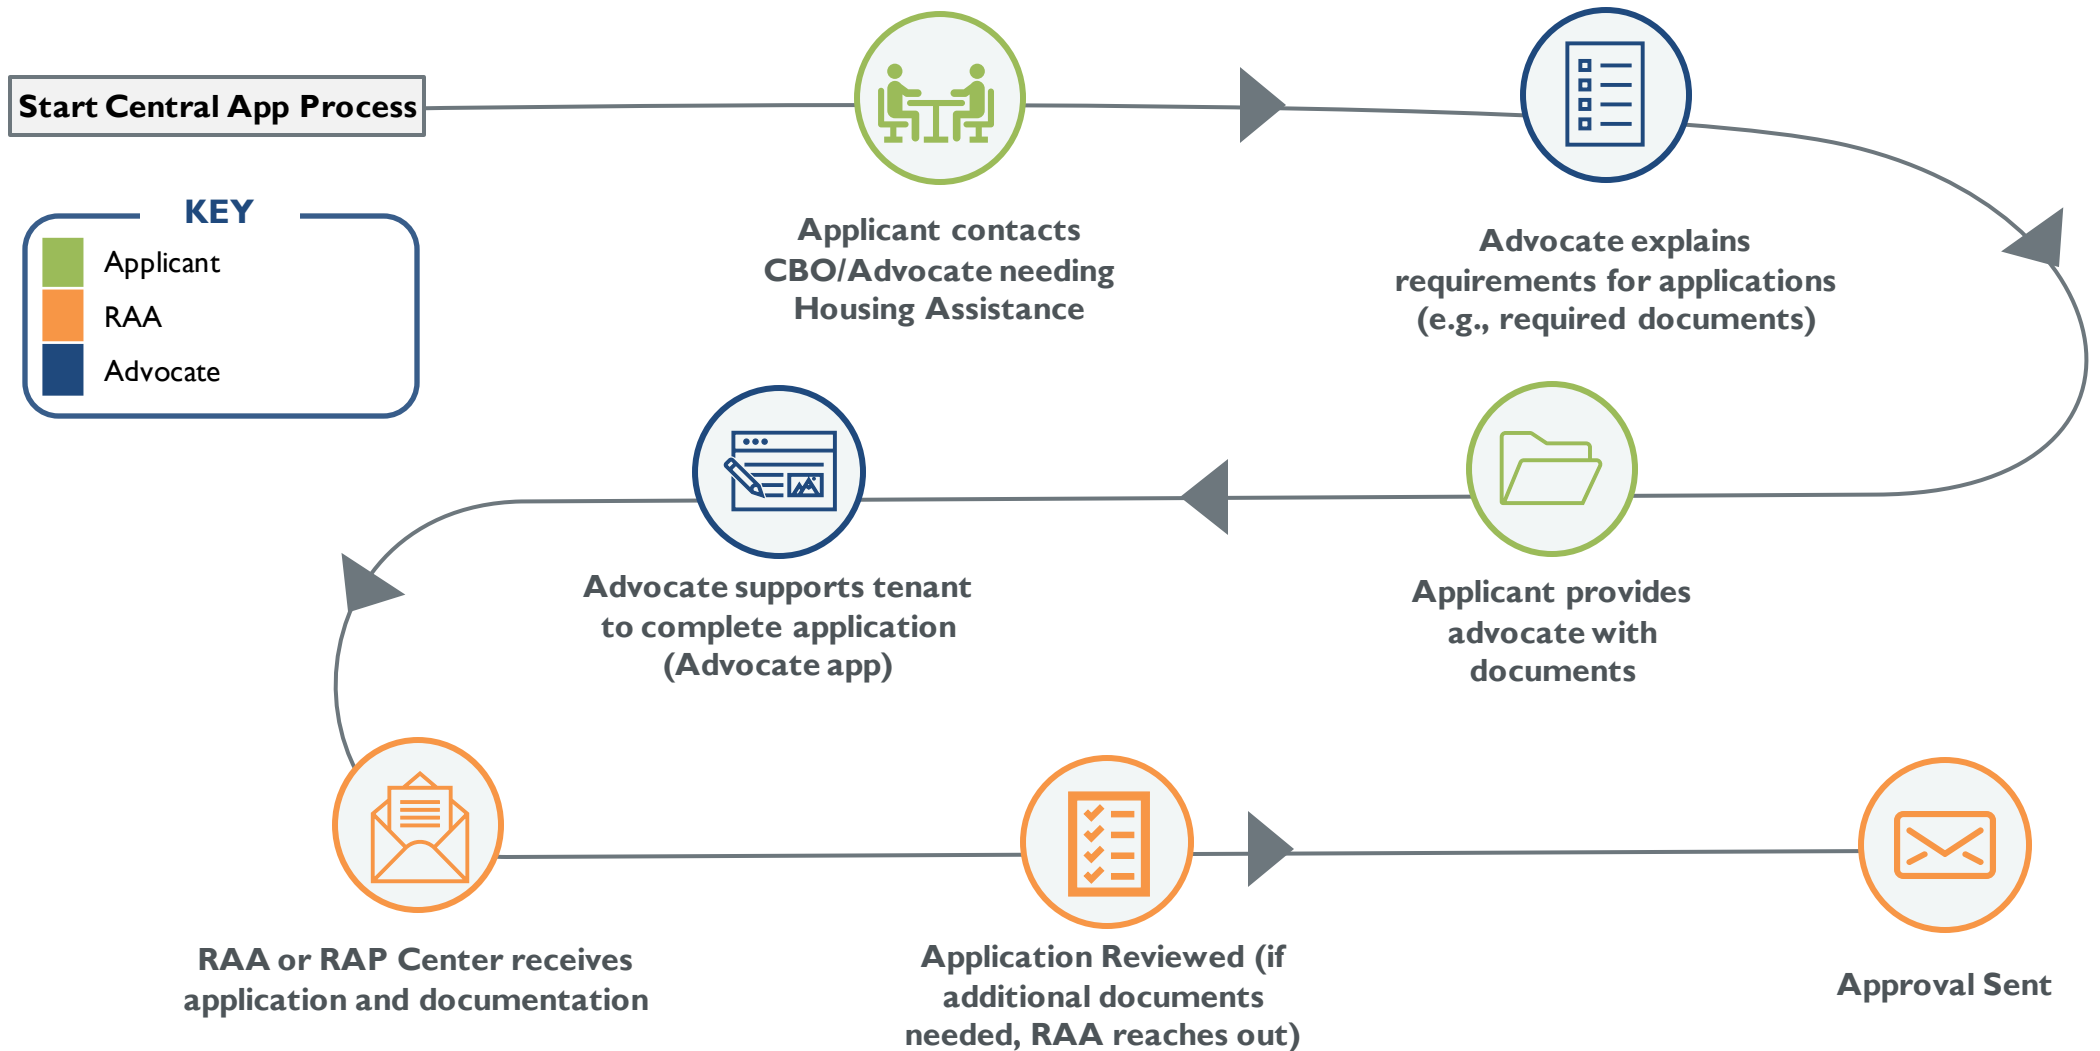 Start Central App Process
KEY
Applicant
RAA
Advocate
Applicant contacts
CBO/Advocate needing
Housing Assistance
Advocate explains
requirements for applications
(e.g., required documents)
Applicant provides
advocate with
documents
Advocate supports tenant
to complete application
(Advocate app)
RAA or RAP Center receives
application and documentation
Application Reviewed (if
additional documents
needed, RAA reaches out)
Approval Sent